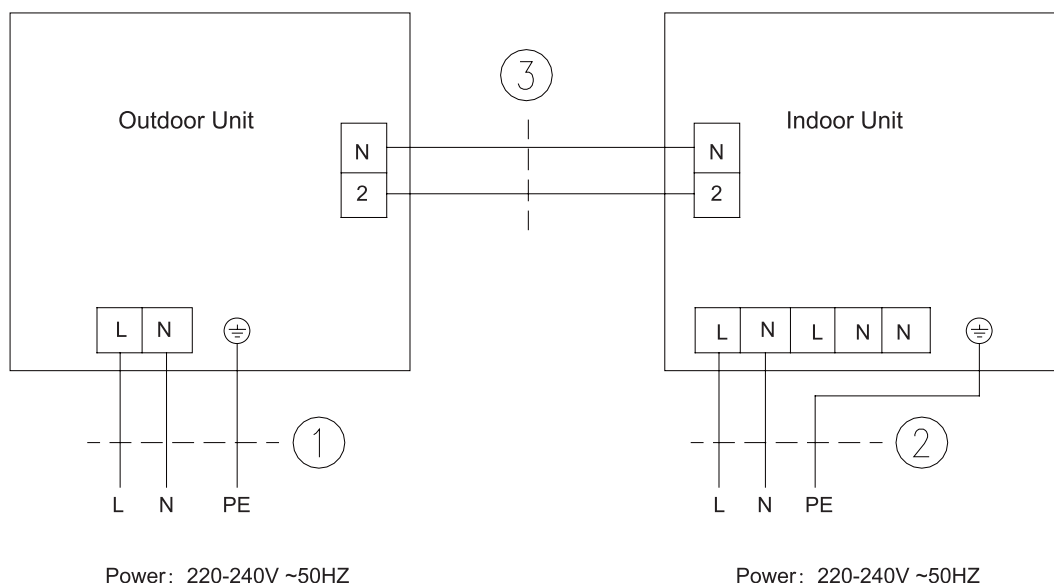 3
Outdoor Unit
Indoor Unit
N
2
N
2
L N
L N L N N
1
2
L N PE
L N PE
Power: 220-240V ~50HZ
Power: 220-240V ~50HZ